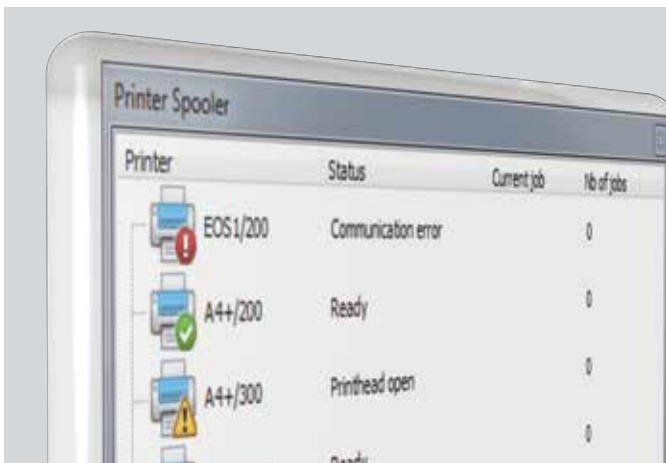 Printer Spooler
Printer Status Current job Nb of jobs
EOS1/200 Communication error 0
A4+/200 Ready 0
A4+/300 Printhead open 0
Ready 0